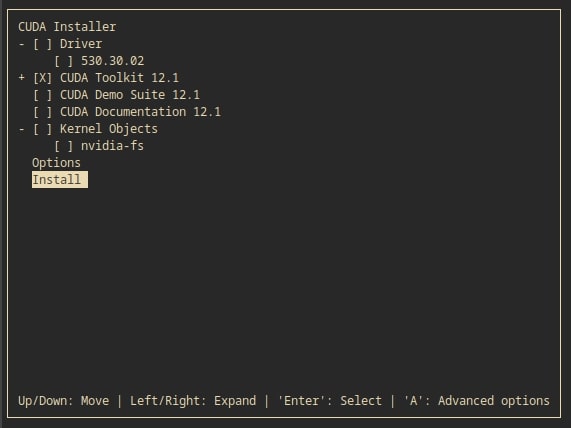 CUDA Installer
- [ ] Driver
[ ] 530.30.02
+ [X] CUDA Toolkit 12.1
[ ] CUDA Demo Suite 12.1
[ ] CUDA Documentation 12.1
- [ ] Kernel Objects
[ ] nvidia-fs
Options
Install
Up/Down: Move | Left/Right: Expand | 'Enter': Select | 'A': Advanced options